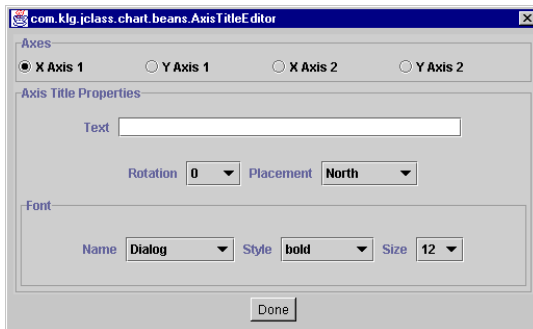 com.klg.jclass.chart.beans.AxisTitleEditor
Axes
X Axis 1 Y Axis 1 X Axis 2 Y Axis 2
Axis Title Properties
Text
Rotation 0 Placement North
Font
Name Dialog Style bold Size 12
Done